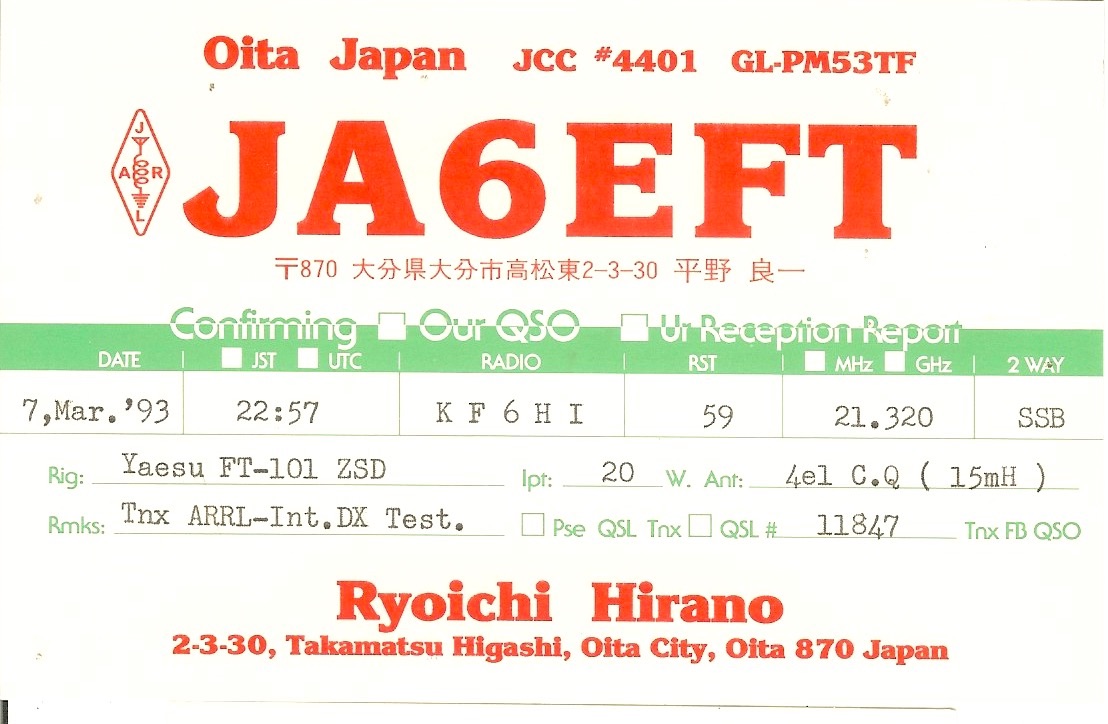 Oita Japan JCC #4401 GL-PM53TF
J
A R
L
JA6EFT
〒870 大分県大分市高松東2-3-30 平野 良一
Confirming □ Our QSO □ Ur Reception Report
DATE □ JST □ UTC RADIO RST □ MHz □ GHz 2 WAY
7,Mar.'93 22:57 K F 6 H I 59 21.320 SSB
Rig: Yaesu FT-101 ZSD Ipt: 20 W. Ant: 4el C.Q ( 15mH )
Rmks: Tnx ARRL-Int.DX Test. □ Pse QSL Tnx □ QSL # 11847 Tnx FB QSO
Ryoichi Hirano
2-3-30, Takamatsu Higashi, Oita City, Oita 870 Japan